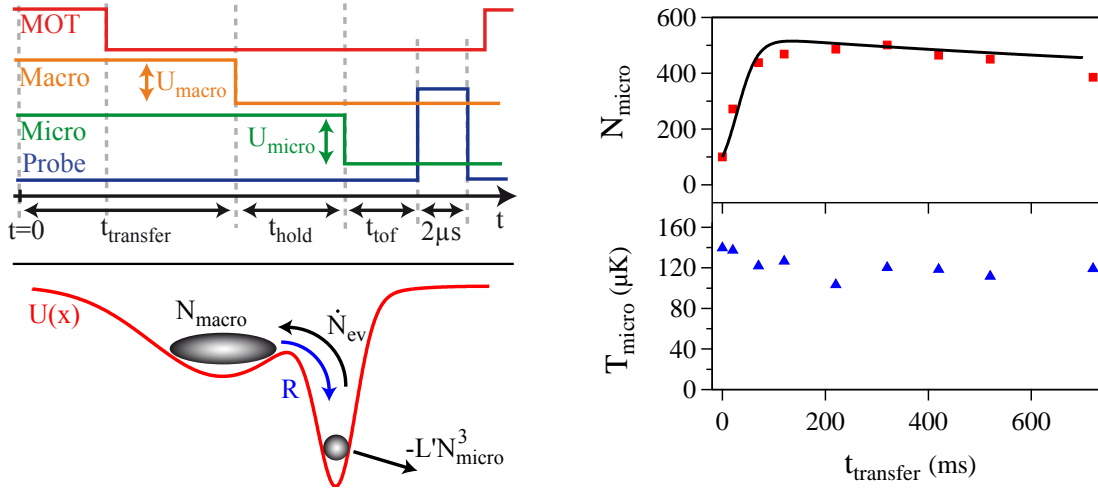 MOT
Macro
U_macro
Micro
U_micro
Probe
t=0
t_transfer
t_hold
t_tof
2µs
t
U(x)
N_macro
Ṅ_ev
R
-L'N³_micro
600
400
200
0
N_micro
160
120
80
40
0
T_micro (µK)
0
200
400
600
t_transfer (ms)